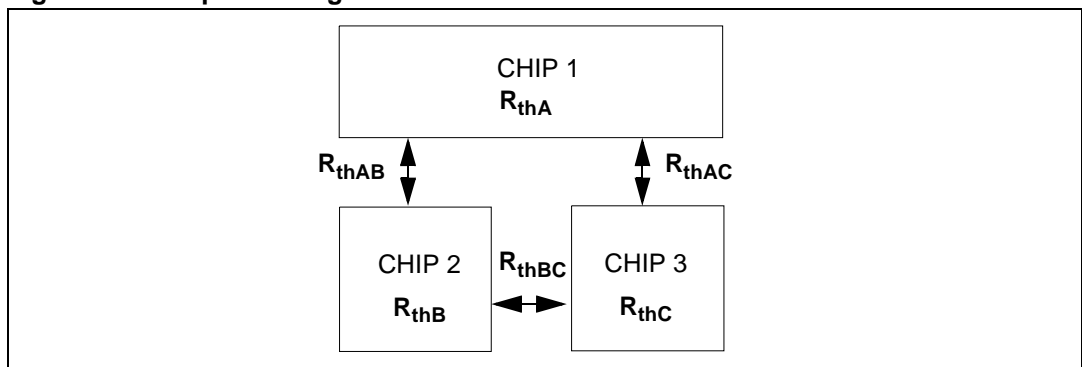 CHIP 1
RthA
RthAB
RthAC
CHIP 2
RthBC
CHIP 3
RthB
RthC